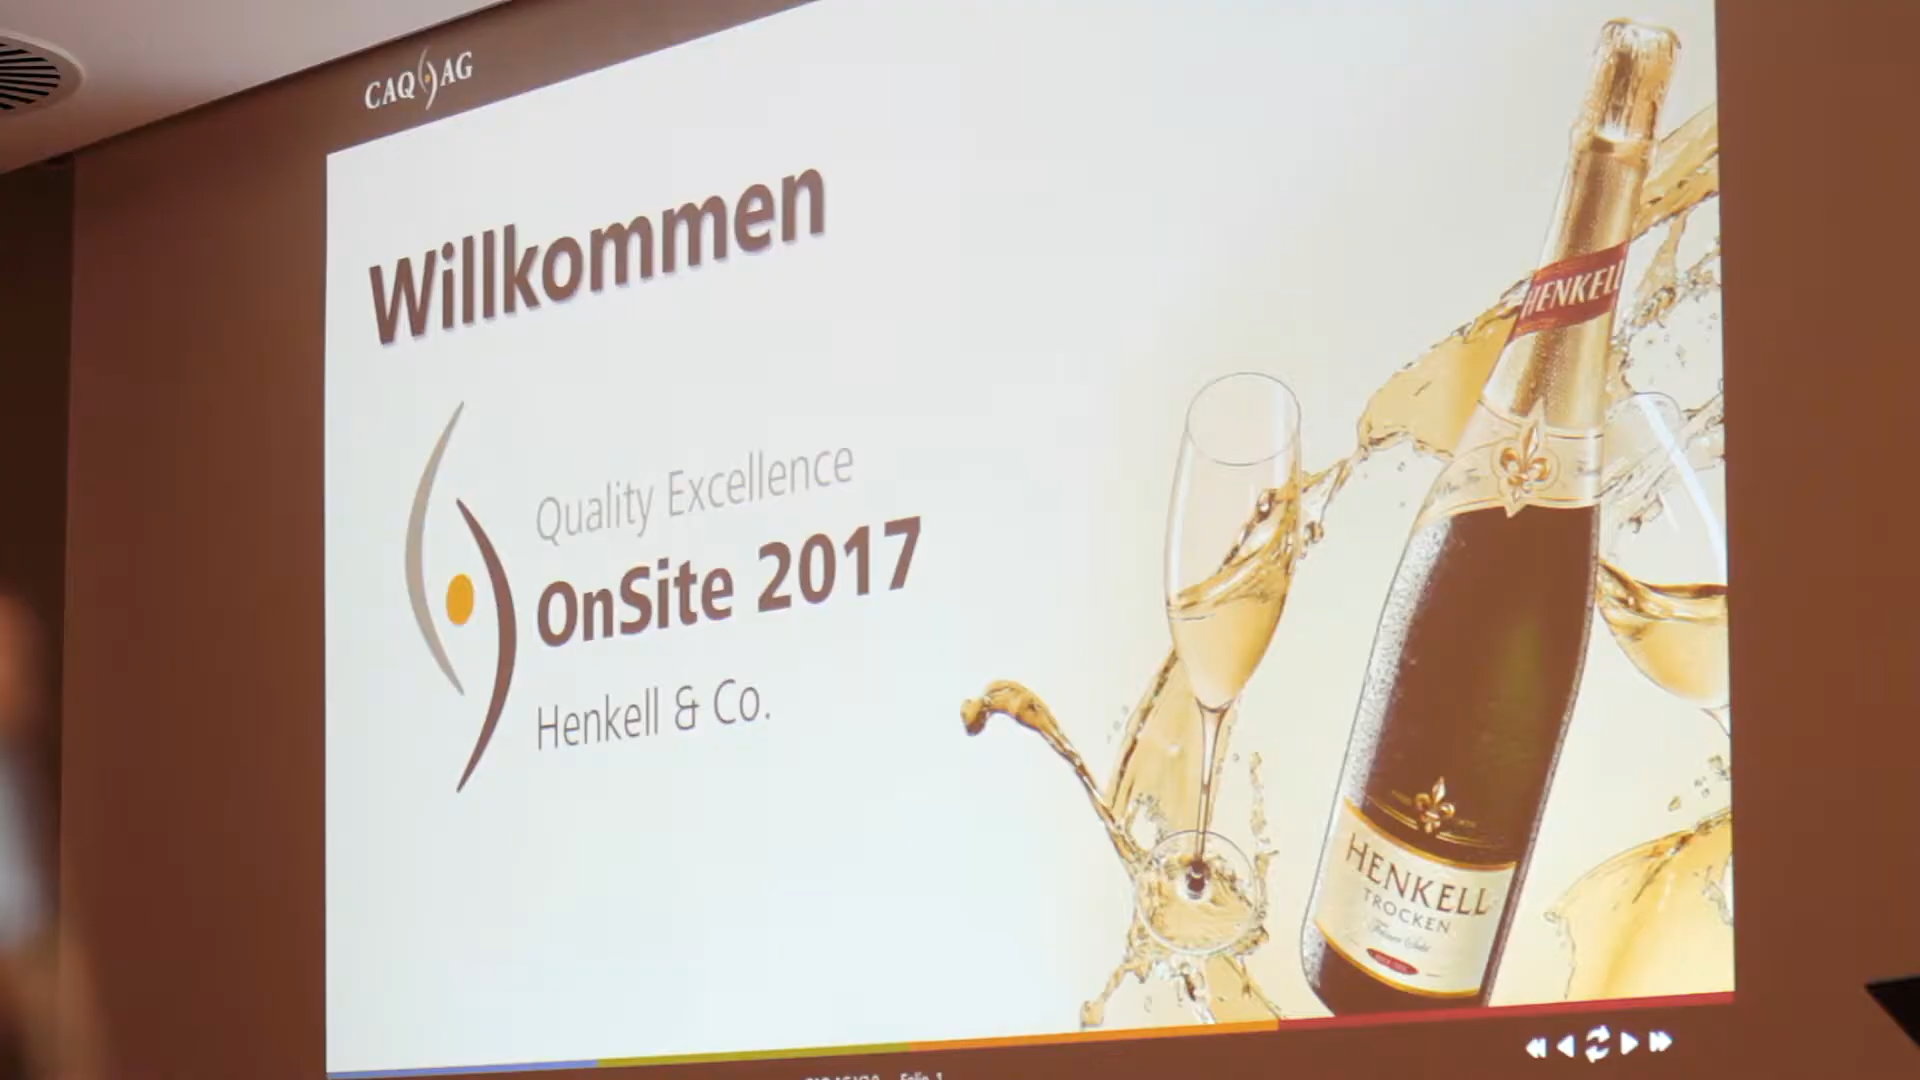 CAQ AG
Willkommen
Quality Excellence
OnSite 2017
Henkell & Co.
HENKELL
HENKELL
TROCKEN